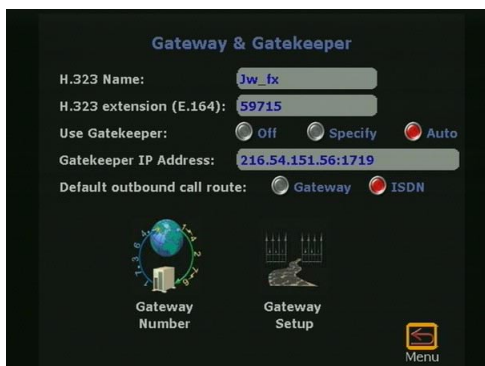 Gateway & Gatekeeper
H.323 Name: Jw_fx
H.323 extension (E.164): 59715
Use Gatekeeper: Off Specify Auto
Gatekeeper IP Address: 216.54.151.56:1719
Default outbound call route: Gateway ISDN
Gateway Number
Gateway Setup
Menu